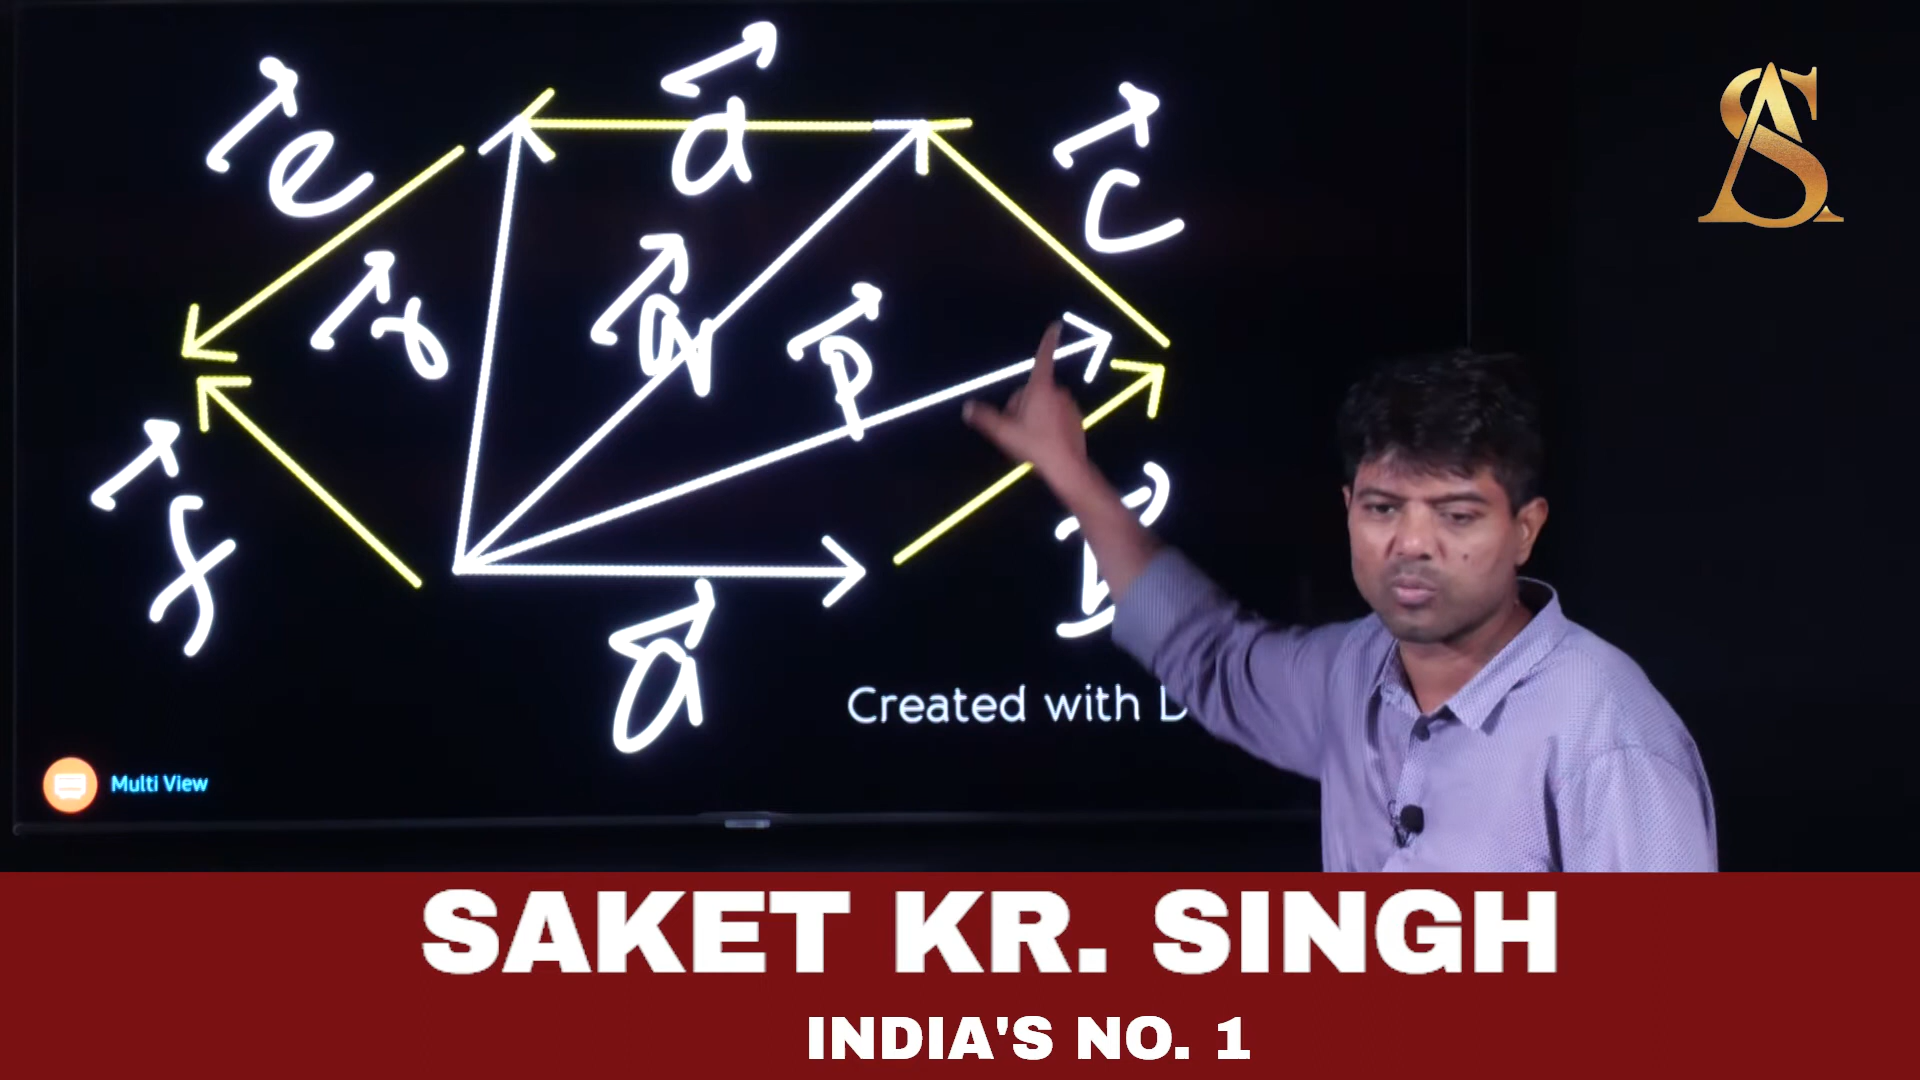 e
a
c
r
q
p
f
a
Created with
Multi View
SAKET KR. SINGH
INDIA'S NO. 1